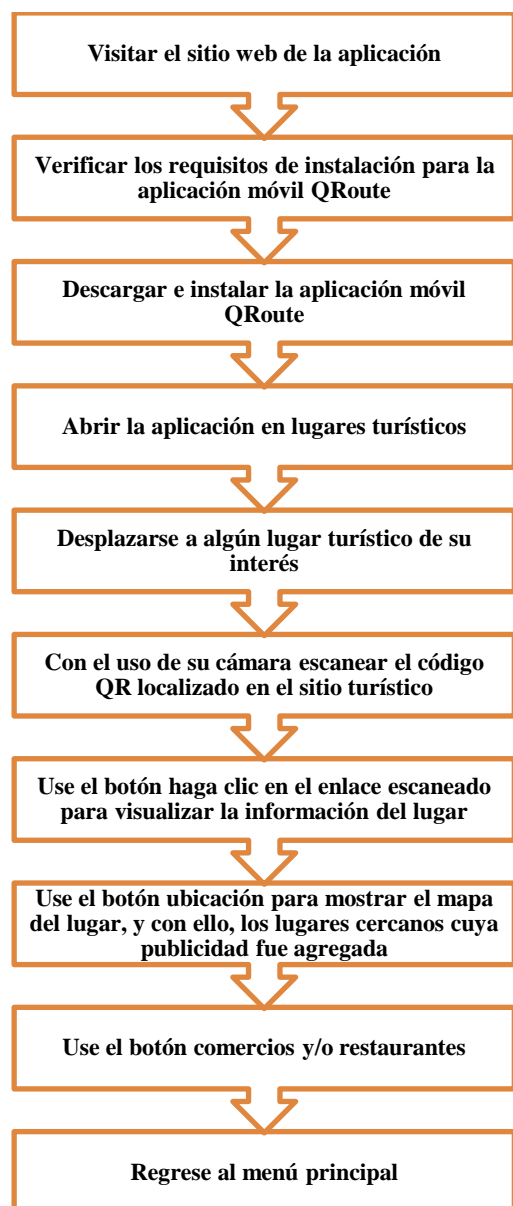 Visitar el sitio web de la aplicación
Verificar los requisitos de instalación para la
aplicación móvil QRoute
Descargar e instalar la aplicación móvil
QRoute
Abrir la aplicación en lugares turísticos
Desplazarse a algún lugar turístico de su
interés
Con el uso de su cámara escanear el código
QR localizado en el sitio turístico
Use el botón haga clic en el enlace escaneado
para visualizar la información del lugar
Use el botón ubicación para mostrar el mapa
del lugar, y con ello, los lugares cercanos cuya
publicidad fue agregada
Use el botón comercios y/o restaurantes
Regrese al menú principal